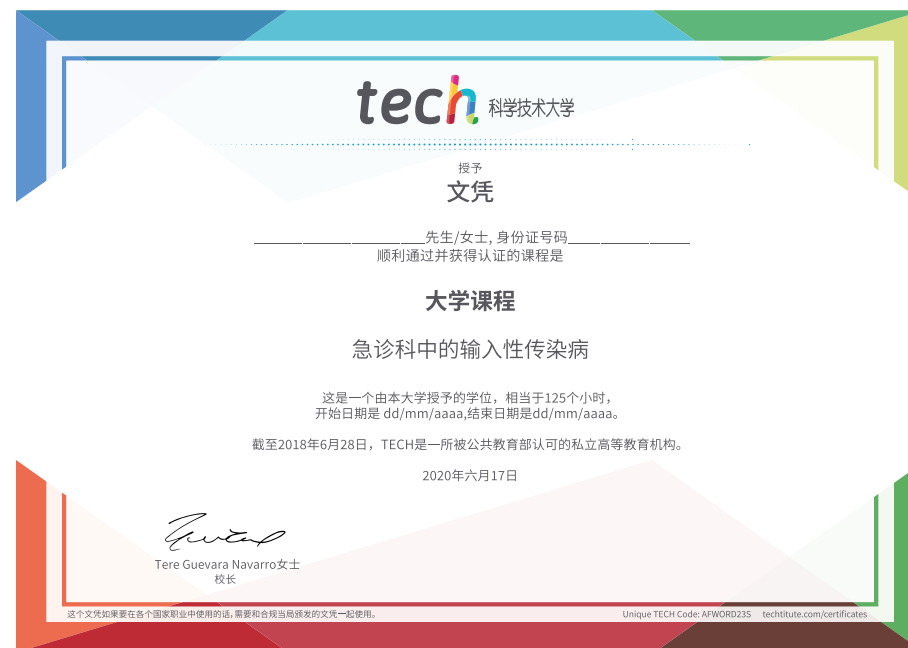 tech 科学技术大学
授予
文凭
先生/女士, 身份证号码
顺利通过并获得认证的课程是
大学课程
急诊科中的输入性传染病
这是一个由本大学授予的学位，相当于125个小时，
开始日期是 dd/mm/aaaa,结束日期是dd/mm/aaaa。
截至2018年6月28日，TECH是一所被公共教育部认可的私立高等教育机构。
2020年六月17日
Tere Guevara Navarro女士
校长
这个文凭如果要在各个国家职业中使用的话,需要和合规当局颁发的文凭一起使用。
Unique TECH Code: AFWORD23S techtitute.com/certificates